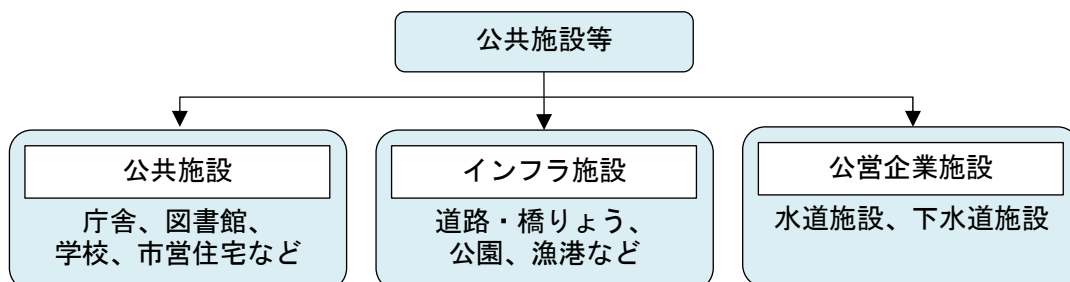 公共施設等
公共施設
庁舎、図書館、
学校、市営住宅など
インフラ施設
道路・橋りょう、
公園、漁港など
公営企業施設
水道施設、下水道施設